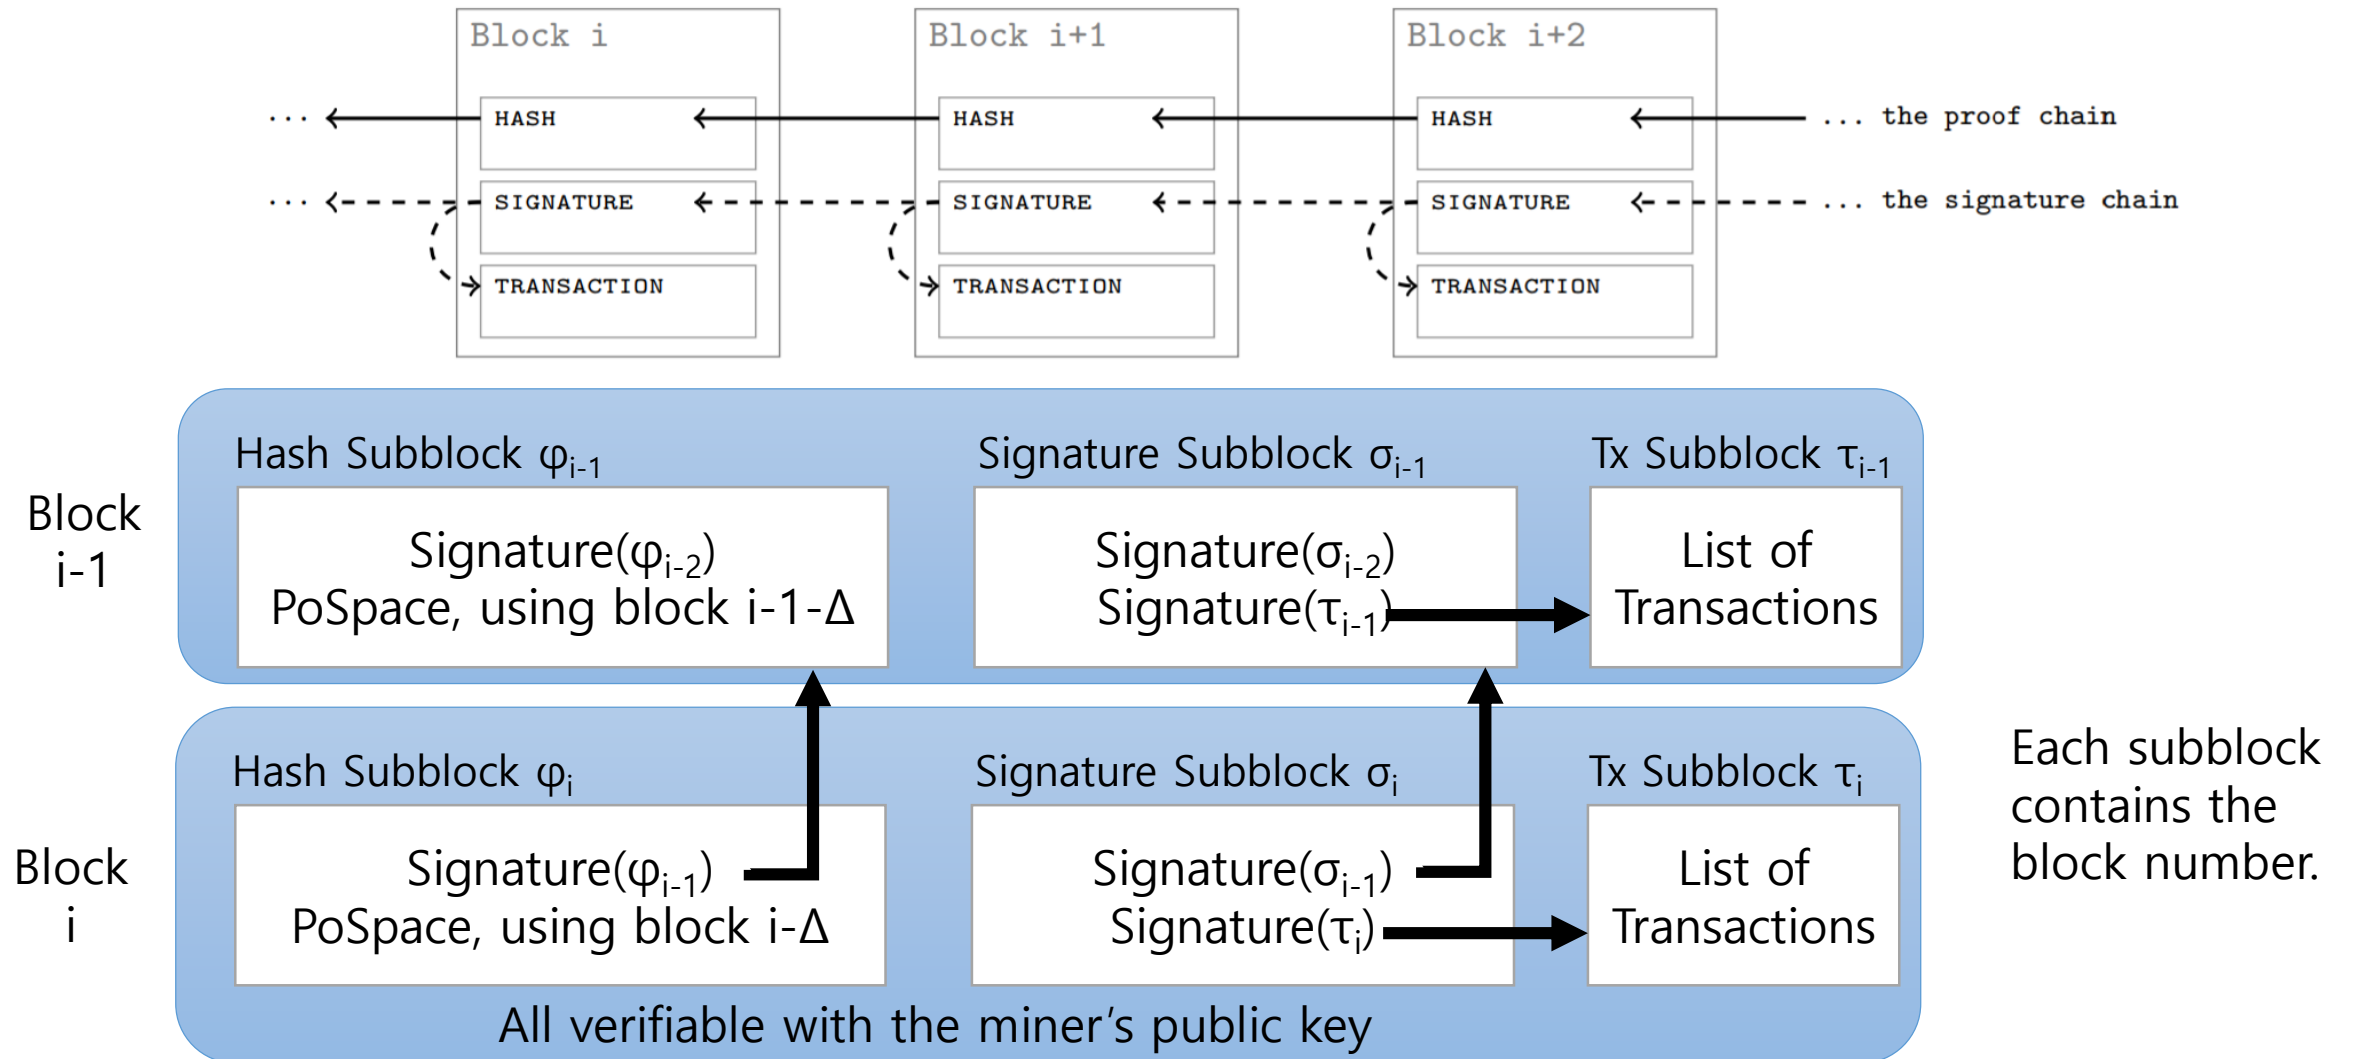 Block i
Block i+1
Block i+2
... HASH HASH HASH ... the proof chain
... SIGNATURE SIGNATURE SIGNATURE ... the signature chain
TRANSACTION TRANSACTION TRANSACTION
Block
i-1
Hash Subblock φi-1
Signature(φi-2)
PoSpace, using block i-1-Δ
Signature Subblock σi-1
Signature(σi-2)
Signature(τi-1)
Tx Subblock τi-1
List of
Transactions
Block
i
Hash Subblock φi
Signature(φi-1)
PoSpace, using block i-Δ
Signature Subblock σi
Signature(σi-1)
Signature(τi)
Tx Subblock τi
List of
Transactions
All verifiable with the miner’s public key
Each subblock
contains the
block number.